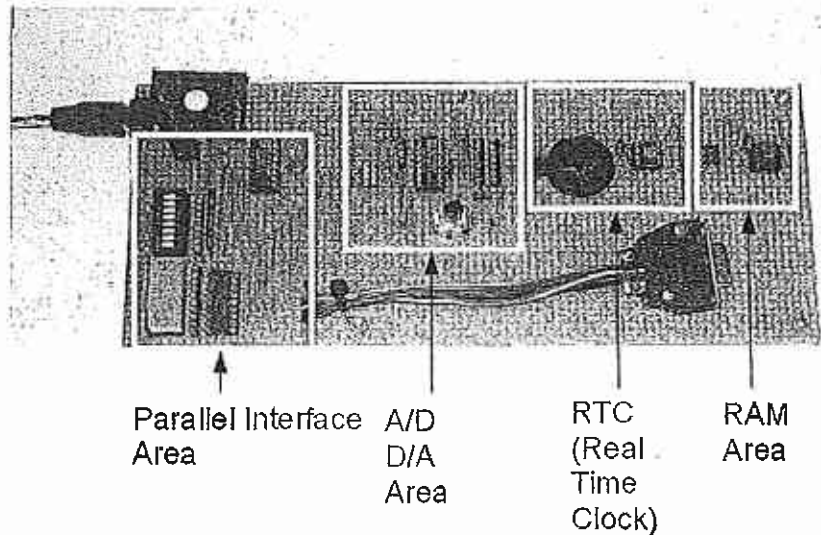 Parallel Interface
Area
A/D
D/A
Area
RTC
(Real
Time
Clock)
RAM
Area